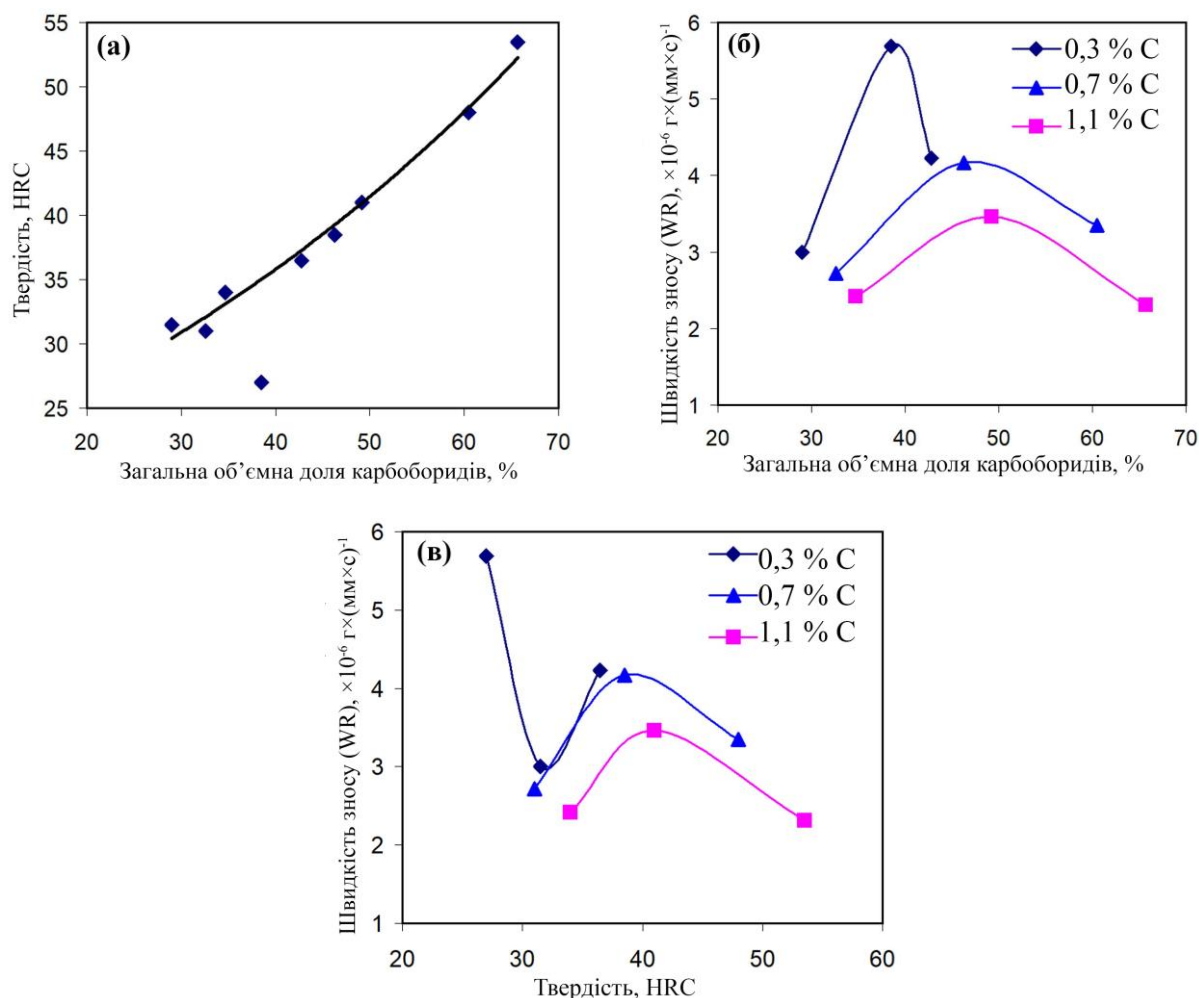 (а)
55
50
45
40
35
30
25
20
30
40
50
60
70
Твердість, HRC
Загальна об’ємна доля карбоборидів, %
(б)
0,3 % C
0,7 % C
1,1 % C
6
5
4
3
2
1
20
30
40
50
60
70
Швидкість зносу (WR), ×10⁻⁶ г×(мм×с)⁻¹
Загальна об’ємна доля карбоборидів, %
(в)
0,3 % C
0,7 % C
1,1 % C
6
5
4
3
2
1
20
30
40
50
60
Швидкість зносу (WR), ×10⁻⁶ г×(мм×с)⁻¹
Твердість, HRC